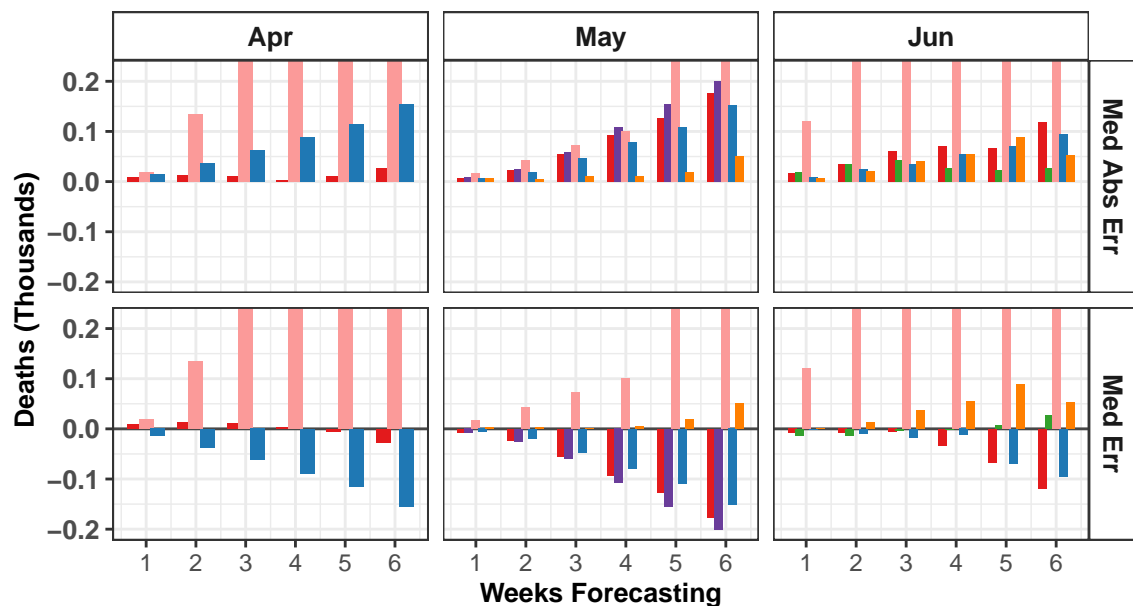 Apr May Jun
0.2
0.1
0.0
−0.1
−0.2
Med Abs Err
0.2
0.1
0.0
−0.1
−0.2
Med Err
Deaths (Thousands)
1 2 3 4 5 6 1 2 3 4 5 6 1 2 3 4 5 6
Weeks Forecasting